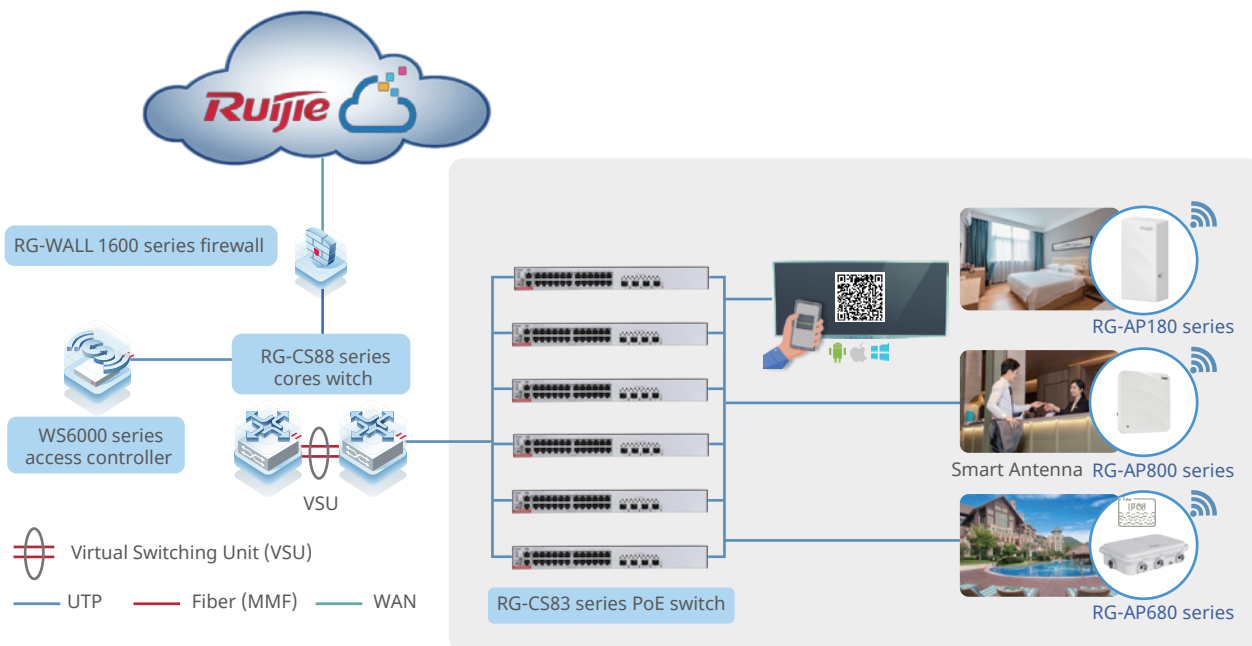 Ruijie
RG-WALL 1600 series firewall
RG-CS88 series
cores witch
WS6000 series
access controller
VSU
Virtual Switching Unit (VSU)
UTP
Fiber (MMF)
WAN
RG-CS83 series PoE switch
RG-AP180 series
Smart Antenna
RG-AP800 series
IP68
RG-AP680 series